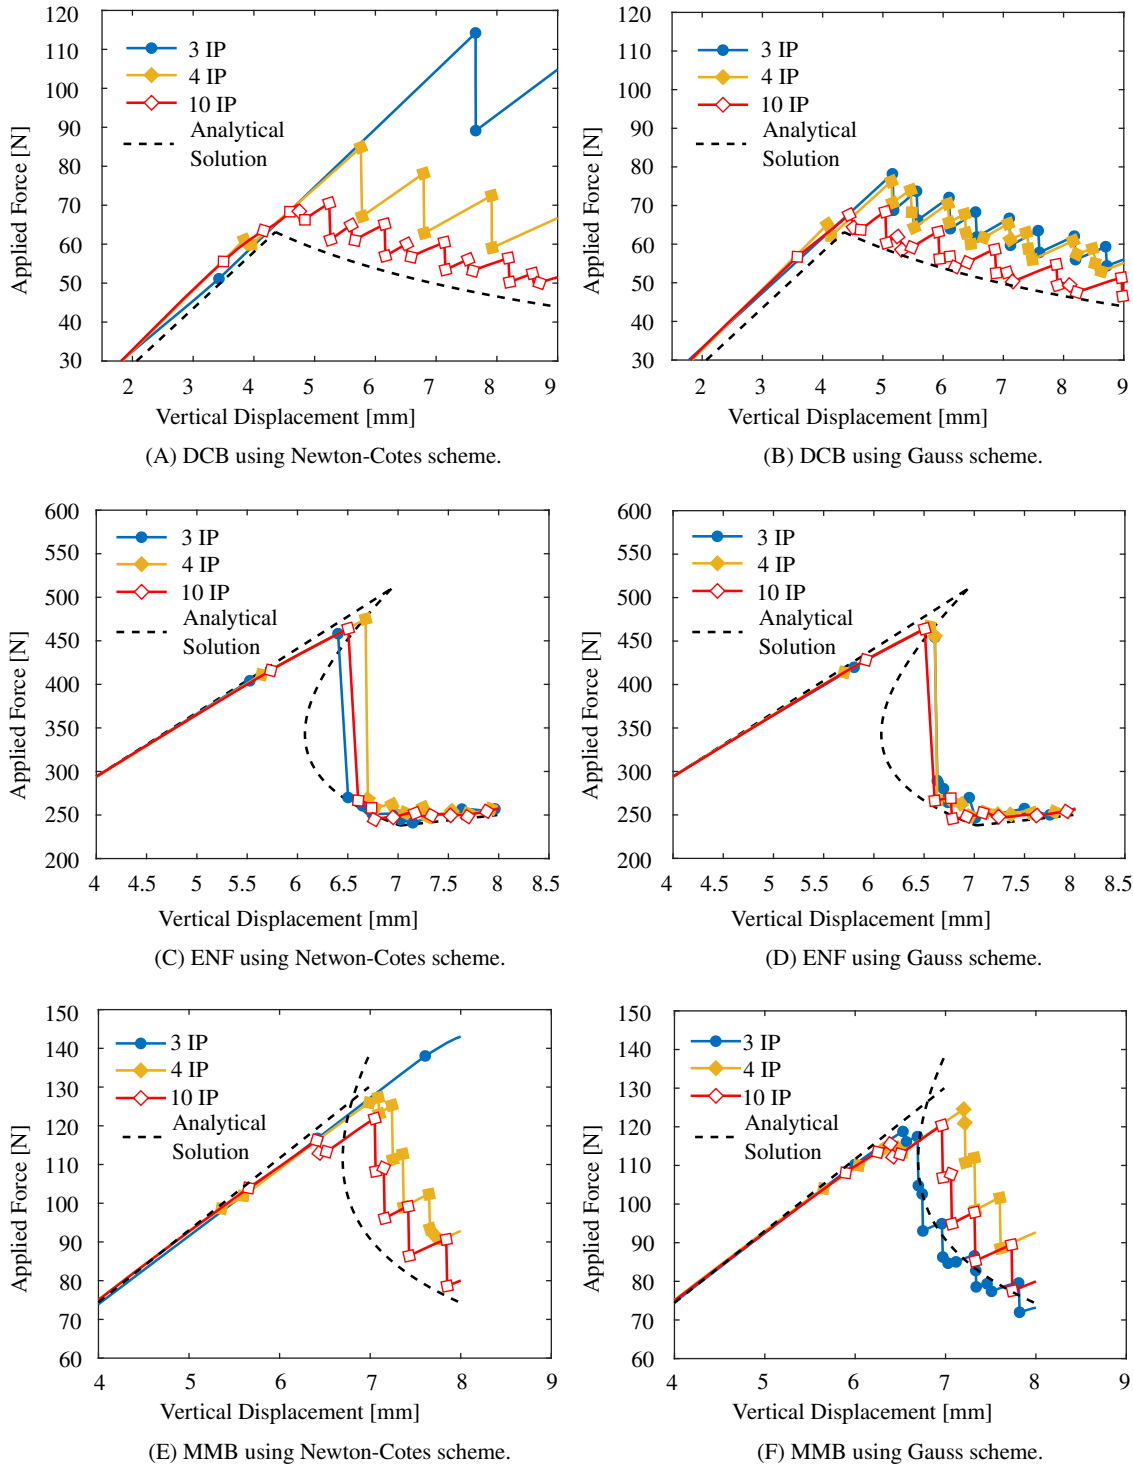 120
110
100
90
80
70
60
50
40
30
Applied Force [N]
3 IP
4 IP
10 IP
Analytical
Solution
2 3 4 5 6 7 8 9
Vertical Displacement [mm]
(A) DCB using Newton-Cotes scheme.
120
110
100
90
80
70
60
50
40
30
Applied Force [N]
3 IP
4 IP
10 IP
Analytical
Solution
2 3 4 5 6 7 8 9
Vertical Displacement [mm]
(B) DCB using Gauss scheme.
600
550
500
450
400
350
300
250
200
Applied Force [N]
3 IP
4 IP
10 IP
Analytical
Solution
4 4.5 5 5.5 6 6.5 7 7.5 8 8.5
Vertical Displacement [mm]
(C) ENF using Netwon-Cotes scheme.
600
550
500
450
400
350
300
250
200
Applied Force [N]
3 IP
4 IP
10 IP
Analytical
Solution
4 4.5 5 5.5 6 6.5 7 7.5 8 8.5
Vertical Displacement [mm]
(D) ENF using Gauss scheme.
150
140
130
120
110
100
90
80
70
60
Applied Force [N]
3 IP
4 IP
10 IP
Analytical
Solution
4 5 6 7 8 9
Vertical Displacement [mm]
(E) MMB using Newton-Cotes scheme.
150
140
130
120
110
100
90
80
70
60
Applied Force [N]
3 IP
4 IP
10 IP
Analytical
Solution
4 5 6 7 8 9
Vertical Displacement [mm]
(F) MMB using Gauss scheme.